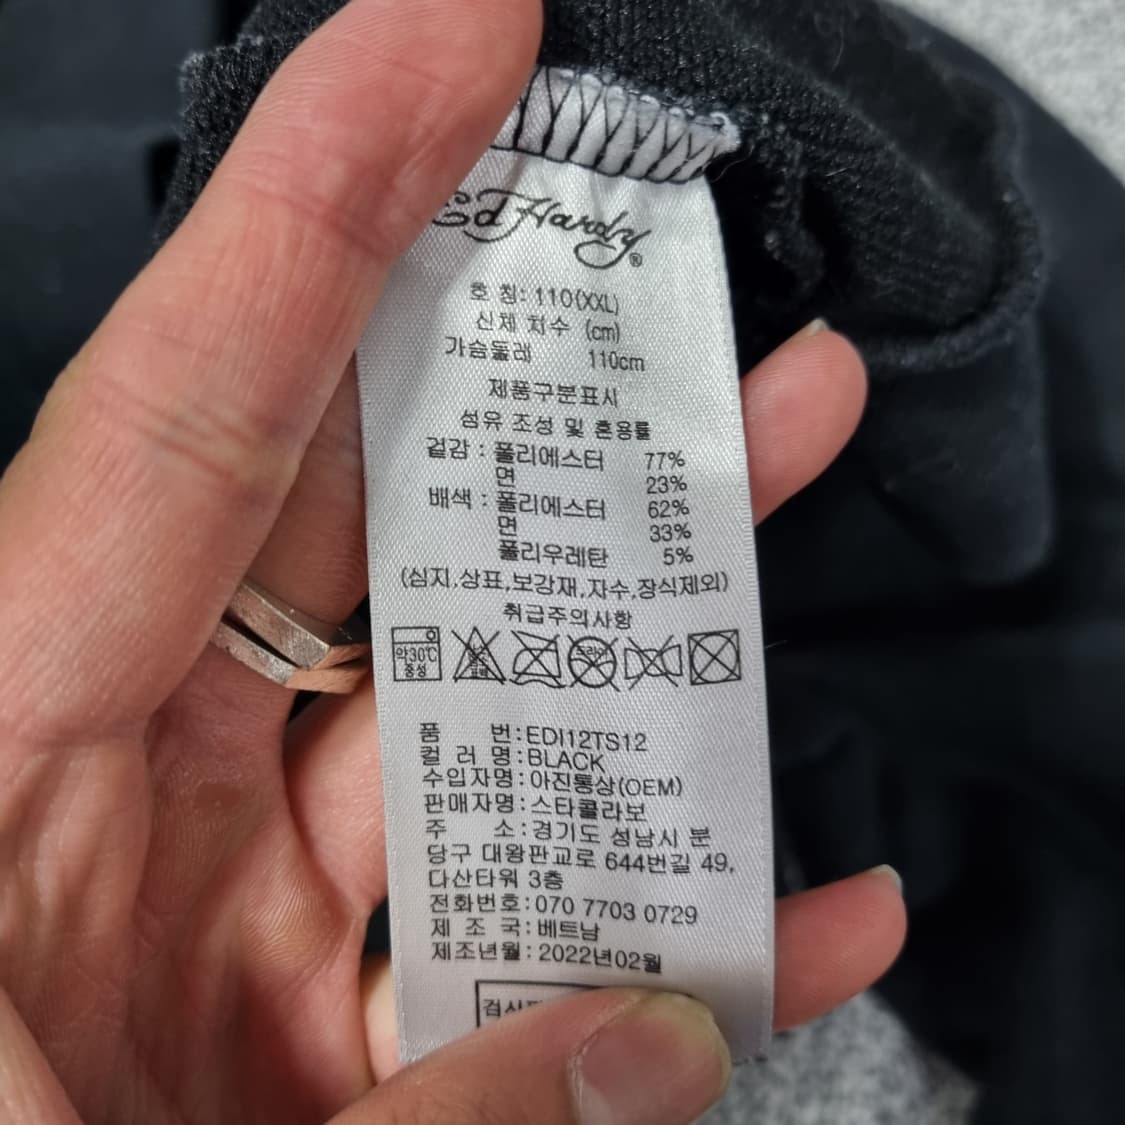 Ed Hardy®
호 칭: 110(XXL)
신체 치수 (cm)
가슴둘레 110cm
제품구분표시
섬유 조성 및 혼용률
겉감 : 폴리에스터 77%
면 23%
배색 : 폴리에스터 62%
면 33%
폴리우레탄 5%
(심지.상표,보강재,자수,장식제외)
취급주의사항
약30℃
중성
드라이
품 번:EDI12TS12
컬 러 명:BLACK
수입자명:아진통상(OEM)
판매자명:스타콜라보
주 소:경기도 성남시 분
당구 대왕판교로 644번길 49,
다산타워 3층
전화번호:070 7703 0729
제 조 국:베트남
제조년월:2022년02월